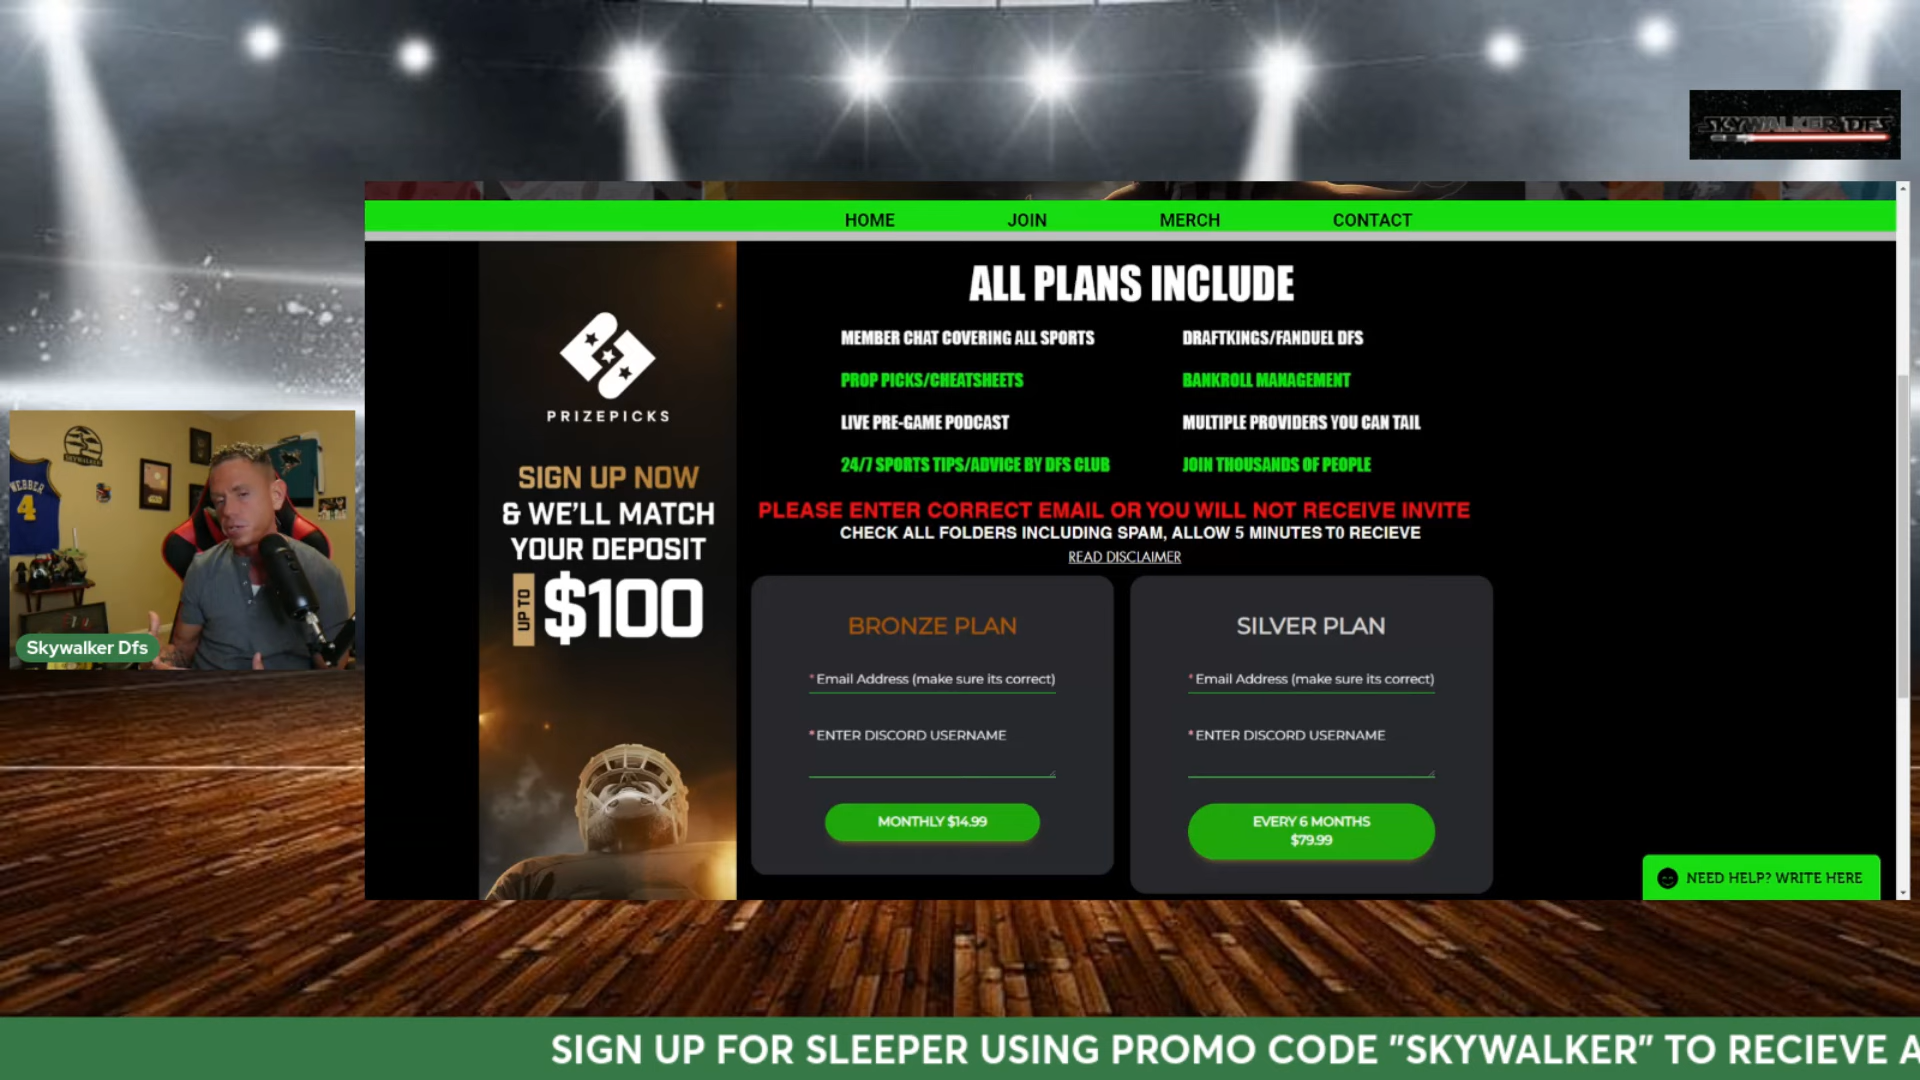 SKYWALKER DFS
HOME JOIN MERCH CONTACT
PRIZEPICKS
SIGN UP NOW
& WE'LL MATCH
YOUR DEPOSIT
UP TO $100
ALL PLANS INCLUDE
MEMBER CHAT COVERING ALL SPORTS
DRAFTKINGS/FANDUEL DFS
PROP PICKS/CHEATSHEETS
BANKROLL MANAGEMENT
LIVE PRE-GAME PODCAST
MULTIPLE PROVIDERS YOU CAN TAIL
24/7 SPORTS TIPS/ADVICE BY DFS CLUB
JOIN THOUSANDS OF PEOPLE
PLEASE ENTER CORRECT EMAIL OR YOU WILL NOT RECEIVE INVITE
CHECK ALL FOLDERS INCLUDING SPAM, ALLOW 5 MINUTES T0 RECIEVE
READ DISCLAIMER
BRONZE PLAN
*Email Address (make sure its correct)
*ENTER DISCORD USERNAME
MONTHLY $14.99
SILVER PLAN
*Email Address (make sure its correct)
*ENTER DISCORD USERNAME
EVERY 6 MONTHS
$79.99
NEED HELP? WRITE HERE
WEBBER
4
SKYWALKER
Skywalker Dfs
SIGN UP FOR SLEEPER USING PROMO CODE "SKYWALKER" TO RECIEVE A